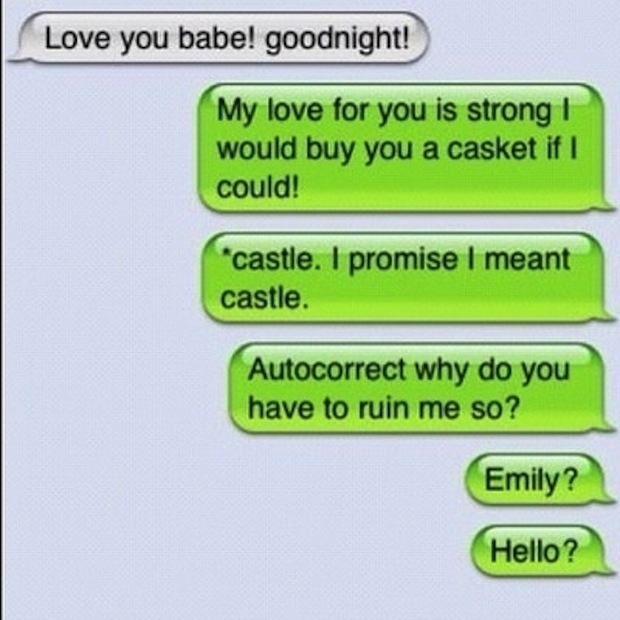 Love you babe! goodnight!
My love for you is strong I
would buy you a casket if I
could!
*castle. I promise I meant
castle.
Autocorrect why do you
have to ruin me so?
Emily?
Hello?